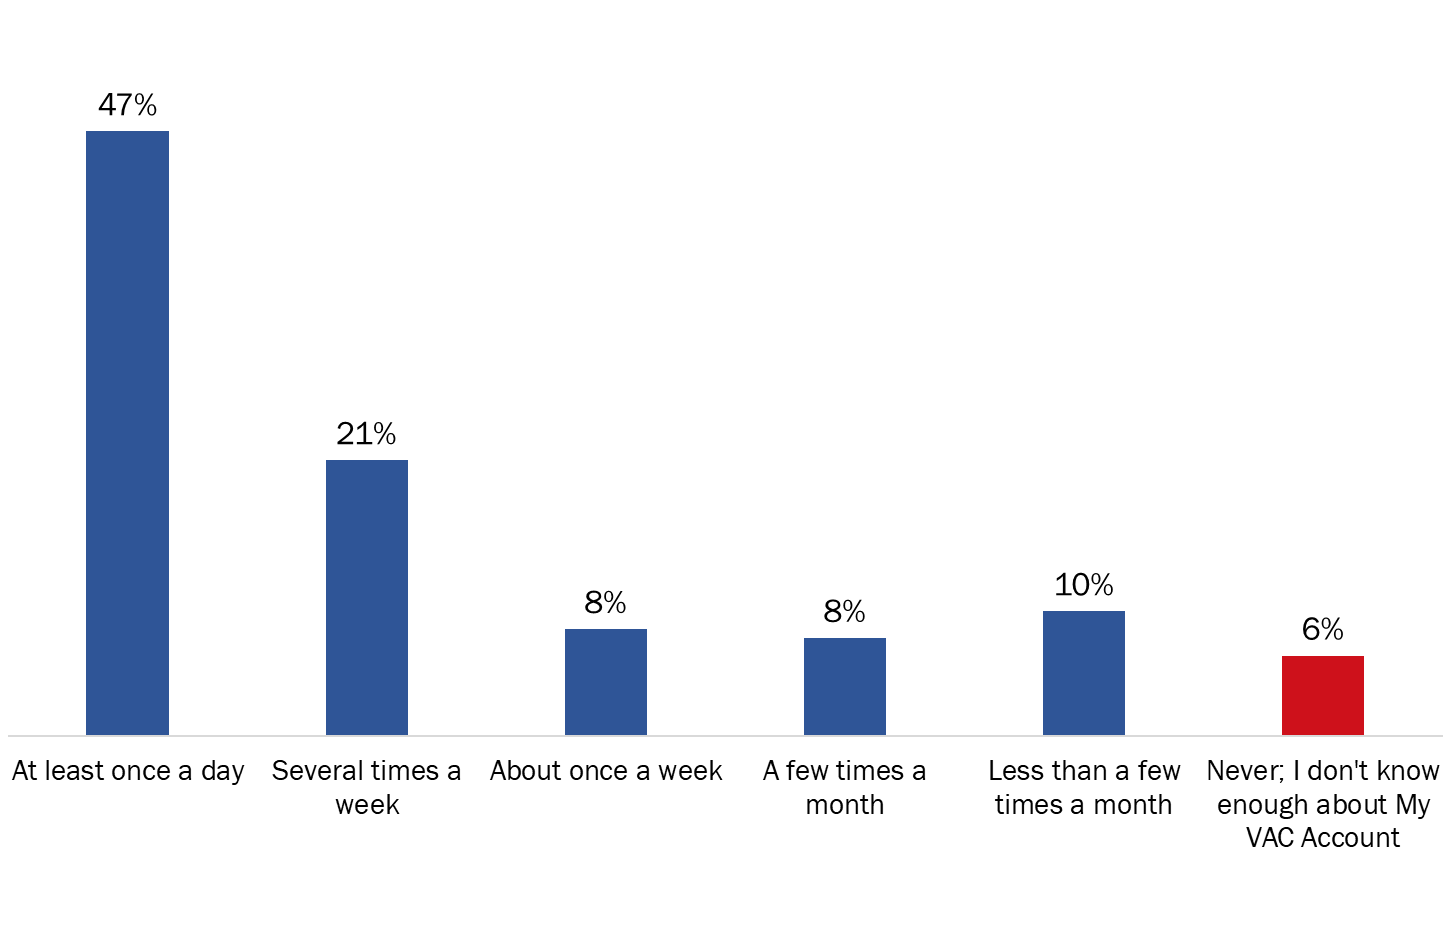 47%
21%
8%
8%
10%
6%
At least once a day
Several times a
week
About once a week
A few times a
month
Less than a few
times a month
Never; I don't know
enough about My
VAC Account